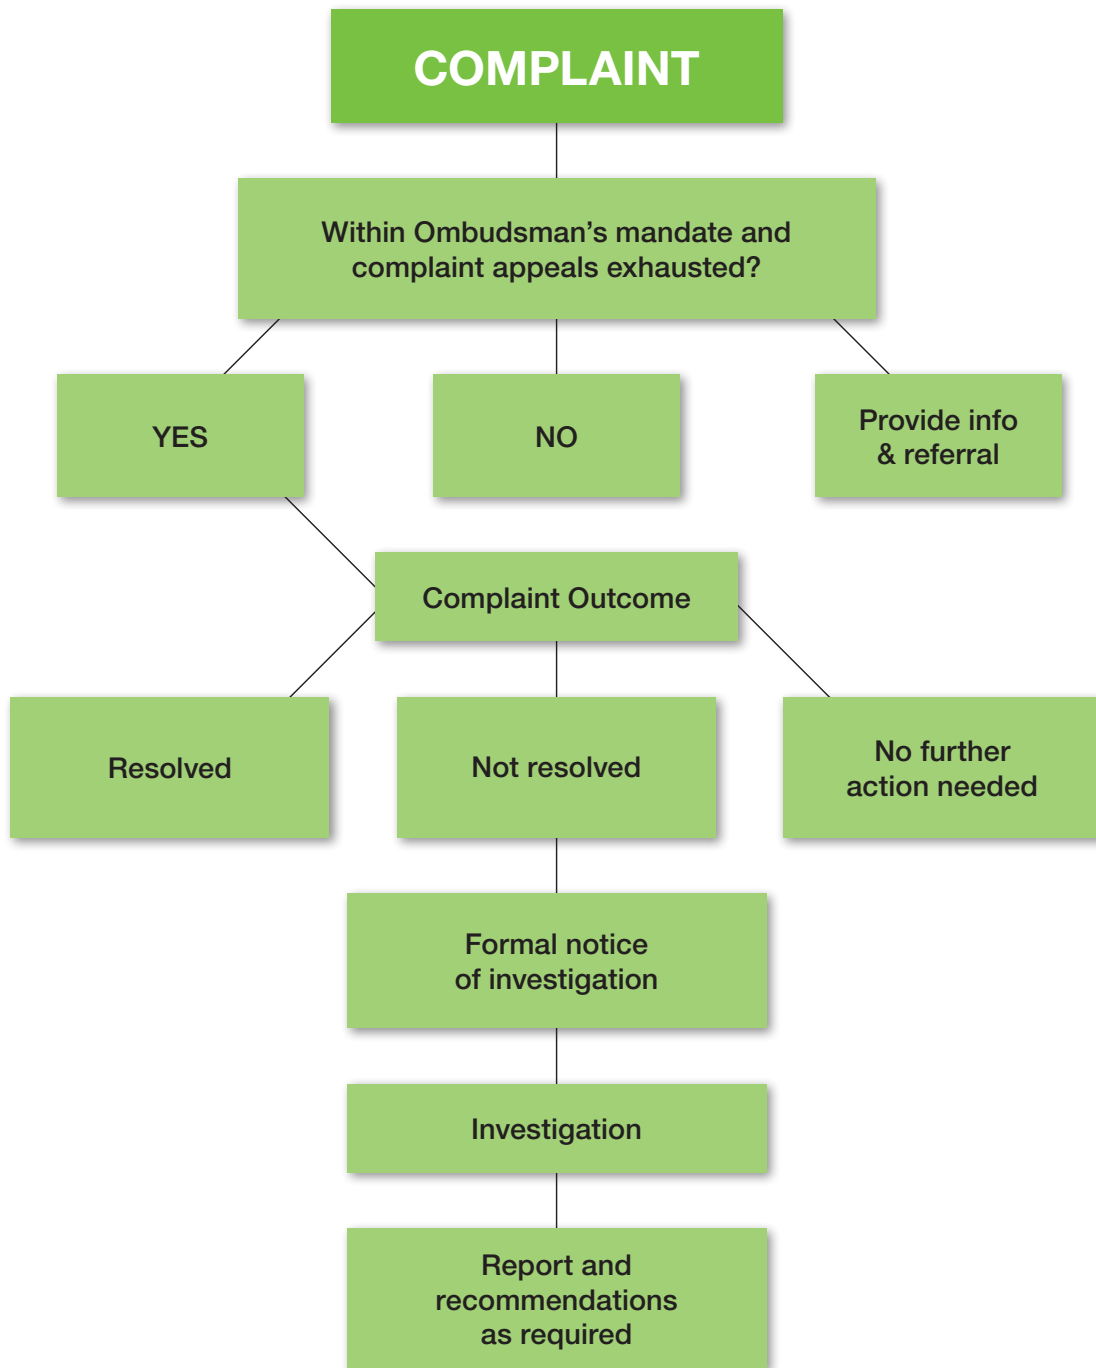 COMPLAINT
Within Ombudsman’s mandate and
complaint appeals exhausted?
YES
NO
Provide info
& referral
Complaint Outcome
Resolved
Not resolved
No further
action needed
Formal notice
of investigation
Investigation
Report and
recommendations
as required